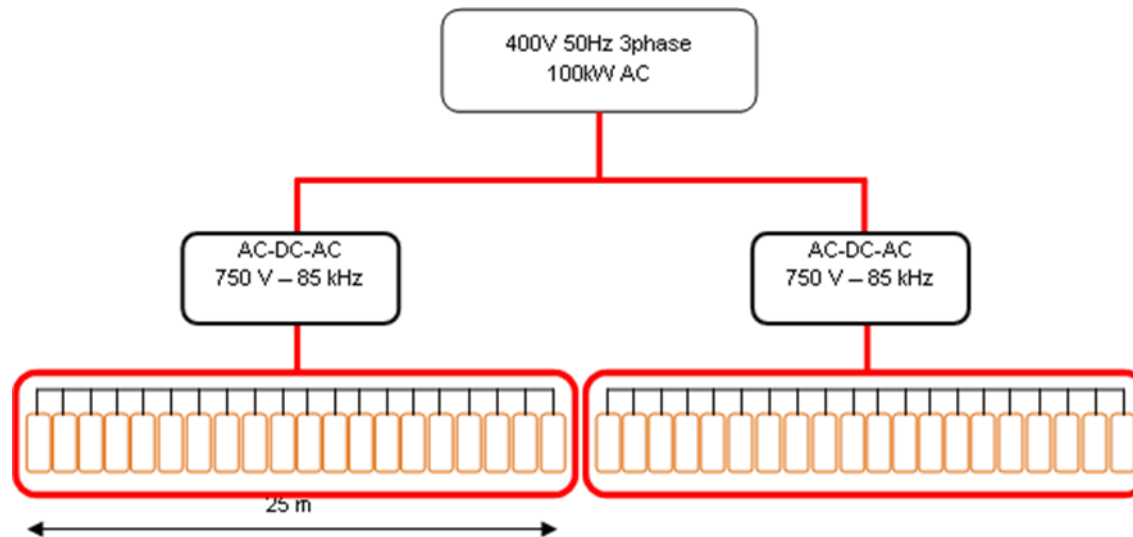 400V 50Hz 3phase
100kW AC
AC-DC-AC
750 V – 85 kHz
AC-DC-AC
750 V – 85 kHz
25 m